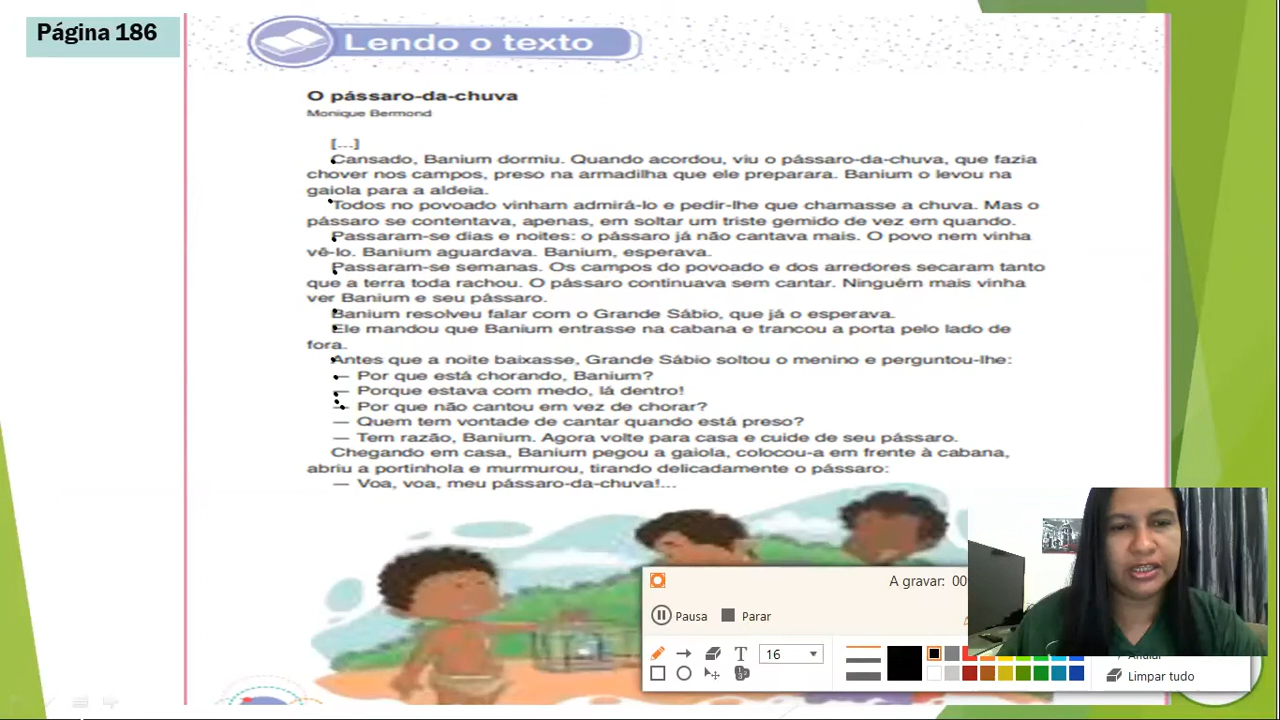 Página 186
Lendo o texto
O pássaro-da-chuva
Monique Bermond
[...]
Cansado, Banium dormiu. Quando acordou, viu o pássaro-da-chuva, que fazia
chover nos campos, preso na armadilha que ele preparara. Banium o levou na
gaiola para a aldeia.
Todos no povoado vinham admirá-lo e pedir-lhe que chamasse a chuva. Mas o
pássaro se contentava, apenas, em soltar um triste gemido de vez em quando.
Passaram-se dias e noites: o pássaro já não cantava mais. O povo nem vinha
vê-lo. Banium aguardava. Banium, esperava.
Passaram-se semanas. Os campos do povoado e dos arredores secaram tanto
que a terra toda rachou. O pássaro continuava sem cantar. Ninguém mais vinha
ver Banium e seu pássaro.
Banium resolveu falar com o Grande Sábio, que já o esperava.
Ele mandou que Banium entrasse na cabana e trancou a porta pelo lado de
fora.
Antes que a noite baixasse, Grande Sábio soltou o menino e perguntou-lhe:
— Por que está chorando, Banium?
— Porque estava com medo, lá dentro!
— Por que não cantou em vez de chorar?
— Quem tem vontade de cantar quando está preso?
— Tem razão, Banium. Agora volte para casa e cuide de seu pássaro.
Chegando em casa, Banium pegou a gaiola, colocou-a em frente à cabana,
abriu a portinhola e murmurou, tirando delicadamente o pássaro:
— Voa, voa, meu pássaro-da-chuva!...
A gravar: 00
Pausa
Parar
T
16
Limpar tudo